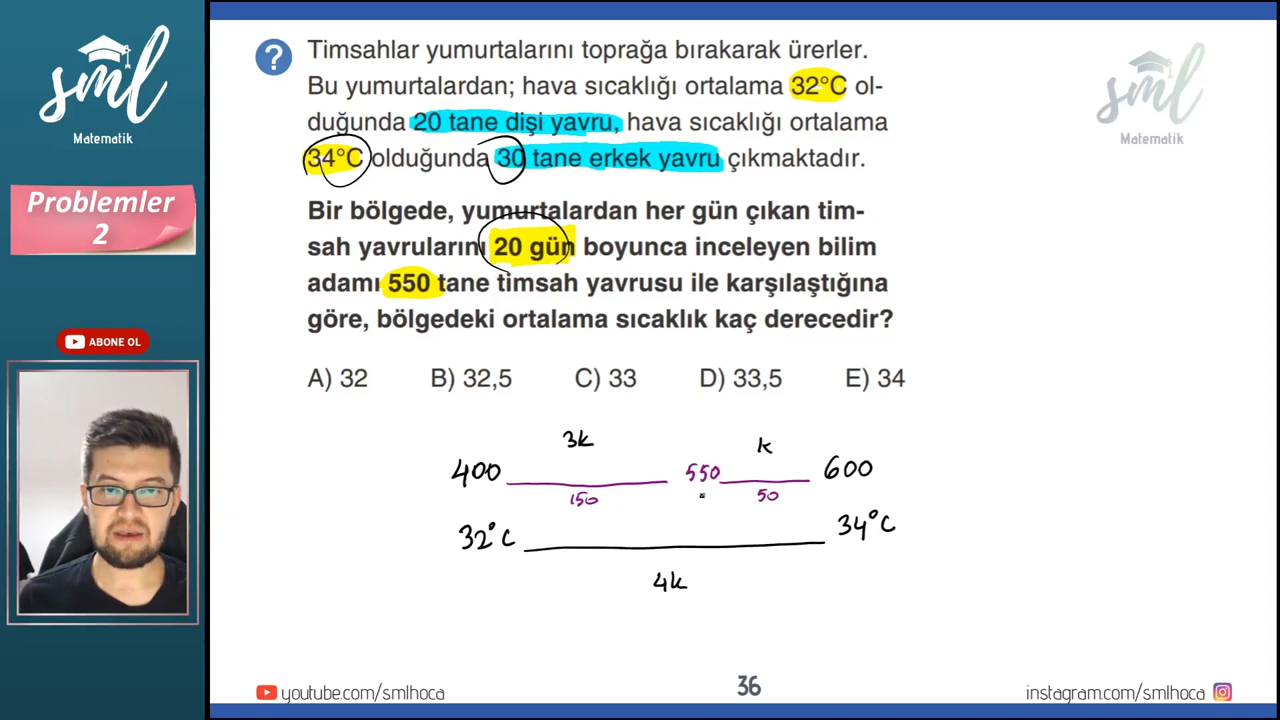 sml
Matematik
Problemler
2
ABONE OL
?
Timsahlar yumurtalarını toprağa bırakarak ürerler.
Bu yumurtalardan; hava sıcaklığı ortalama 32°C ol-
duğunda 20 tane dişi yavru, hava sıcaklığı ortalama
34°C olduğunda 30 tane erkek yavru çıkmaktadır.
Bir bölgede, yumurtalardan her gün çıkan tim-
sah yavrularını 20 gün boyunca inceleyen bilim
adamı 550 tane timsah yavrusu ile karşılaştığına
göre, bölgedeki ortalama sıcaklık kaç derecedir?
A) 32 B) 32,5 C) 33 D) 33,5 E) 34
3k k
400 550 600
150 50
32°C 34°C
4k
sml
Matematik
youtube.com/smlhoca 36 instagram.com/smlhoca